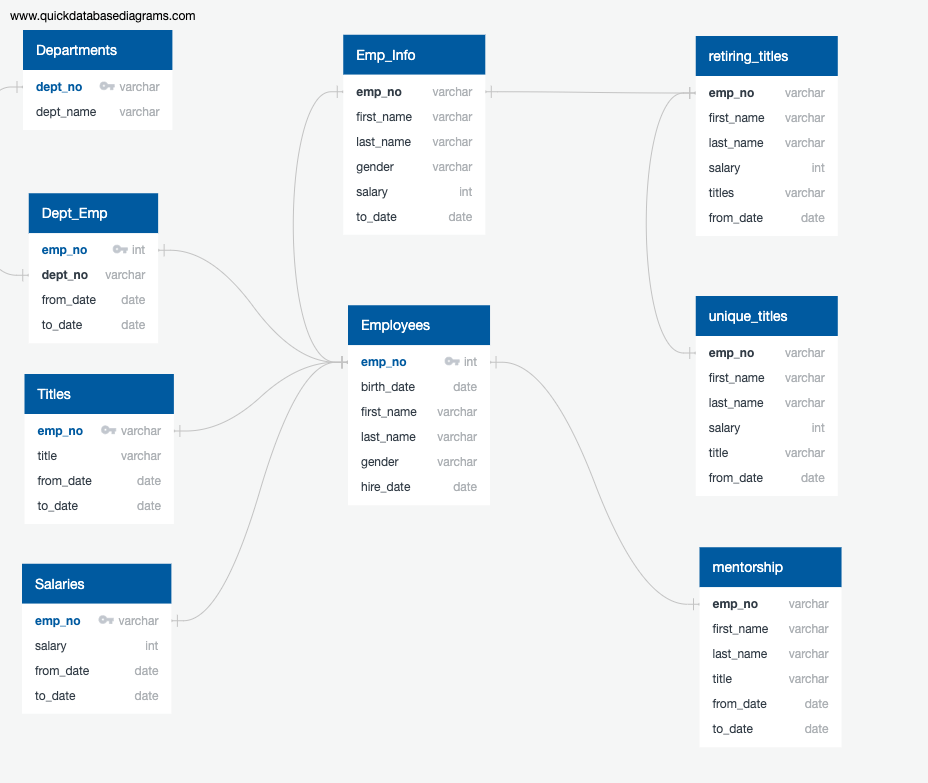 www.quickdatabasediagrams.com
Departments
dept_no varchar
dept_name varchar
Dept_Emp
emp_no int
dept_no varchar
from_date date
to_date date
Titles
emp_no varchar
title varchar
from_date date
to_date date
Salaries
emp_no varchar
salary int
from_date date
to_date date
Emp_Info
emp_no varchar
first_name varchar
last_name varchar
gender varchar
salary int
to_date date
Employees
emp_no int
birth_date date
first_name varchar
last_name varchar
gender varchar
hire_date date
retiring_titles
emp_no varchar
first_name varchar
last_name varchar
salary int
titles varchar
from_date date
unique_titles
emp_no varchar
first_name varchar
last_name varchar
salary int
title varchar
from_date date
mentorship
emp_no varchar
first_name varchar
last_name varchar
title varchar
from_date date
to_date date